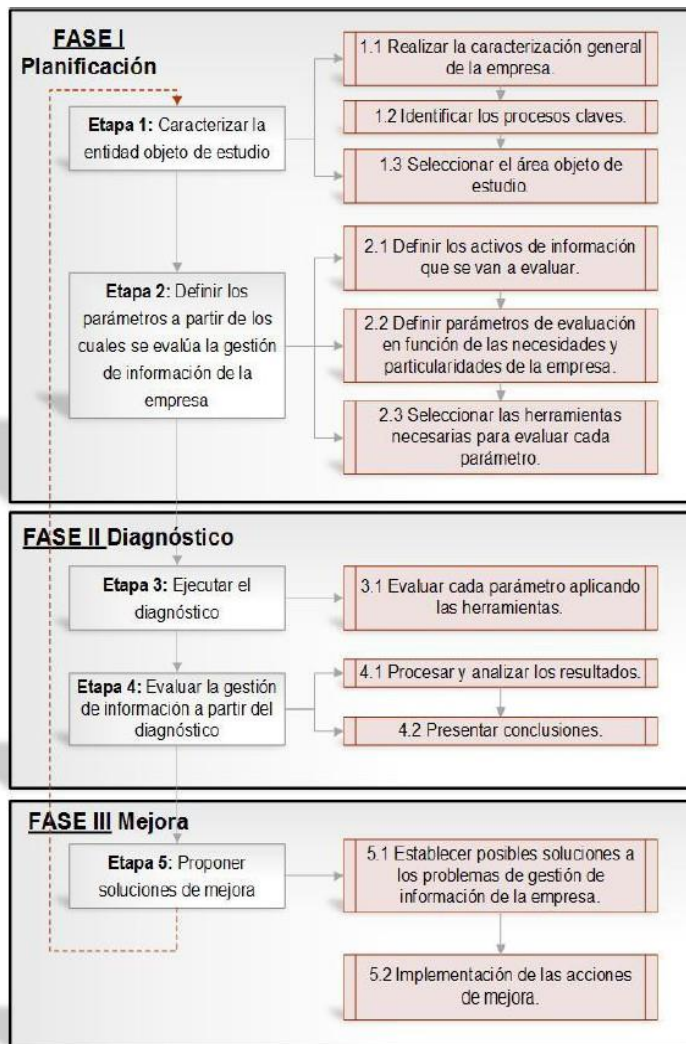 FASE I
Planificación
Etapa 1: Caracterizar la
entidad objeto de estudio
1.1 Realizar la caracterización general
de la empresa.
1.2 Identificar los procesos claves.
1.3 Seleccionar el área objeto de
estudio.
Etapa 2: Definir los
parámetros a partir de los
cuales se evalúa la gestión
de información de la
empresa
2.1 Definir los activos de información
que se van a evaluar.
2.2 Definir parámetros de evaluación
en función de las necesidades y
particularidades de la empresa.
2.3 Seleccionar las herramientas
necesarias para evaluar cada
parámetro.
FASE II Diagnóstico
Etapa 3: Ejecutar el
diagnóstico
3.1 Evaluar cada parámetro aplicando
las herramientas.
Etapa 4: Evaluar la gestión
de información a partir del
diagnóstico
4.1 Procesar y analizar los resultados.
4.2 Presentar conclusiones.
FASE III Mejora
Etapa 5: Proponer
soluciones de mejora
5.1 Establecer posibles soluciones a
los problemas de gestión de
información de la empresa.
5.2 Implementación de las acciones
de mejora.